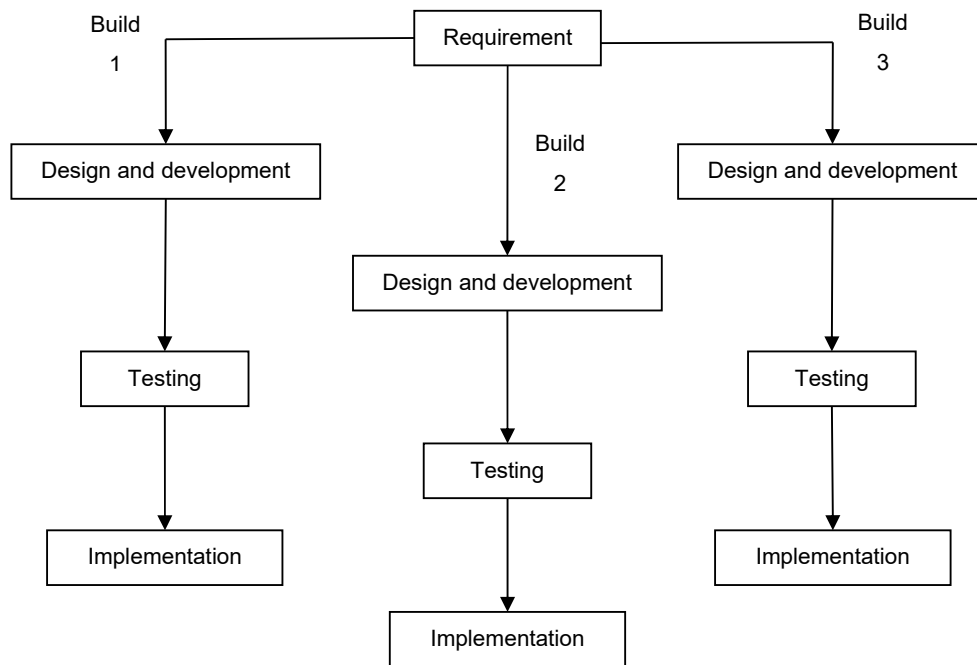 Build
1
Requirement
Build
3
Build
2
Design and development
Design and development
Design and development
Testing
Testing
Testing
Implementation
Implementation
Implementation